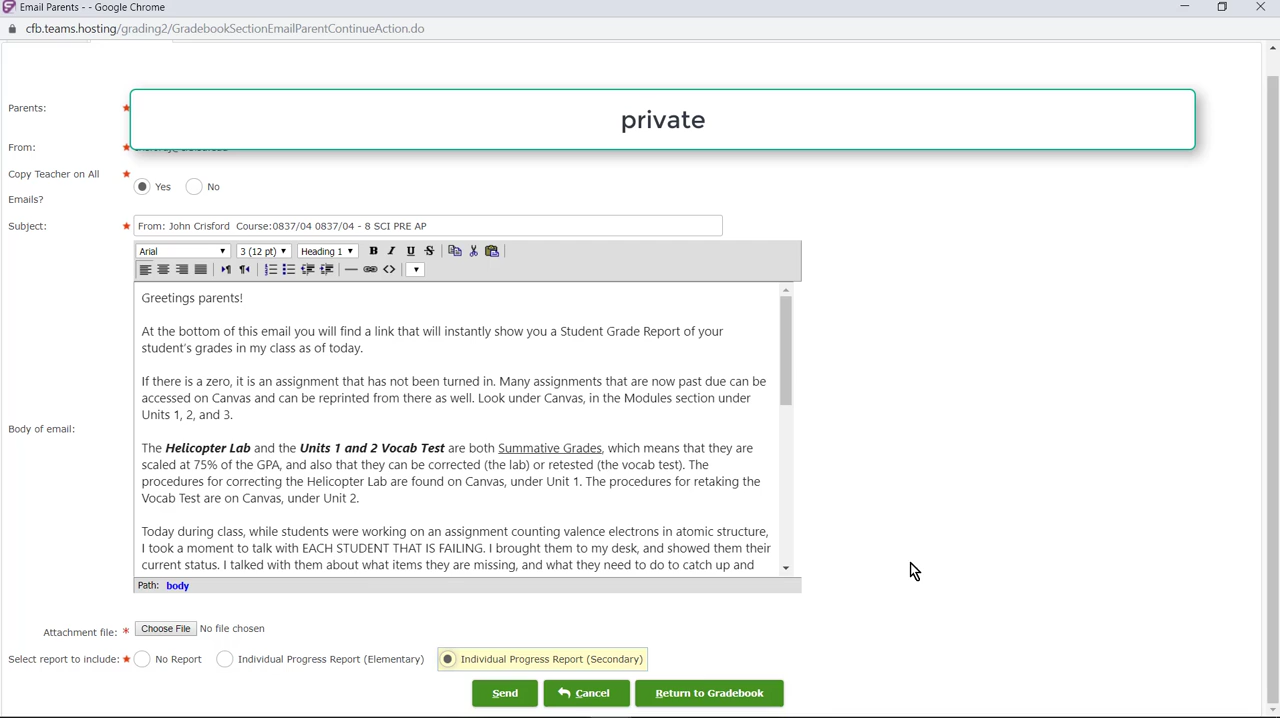 Email Parents - - Google Chrome
cfb.teams.hosting/grading2/GradebookSectionEmailParentContinueAction.do
Parents: *
private
From: *
Copy Teacher on All Emails? *
Yes No
Subject: *
From: John Crisford Course:0837/04 0837/04 - 8 SCI PRE AP
Arial 3 (12 pt) Heading 1 B I U S
Greetings parents!
At the bottom of this email you will find a link that will instantly show you a Student Grade Report of your
student's grades in my class as of today.
If there is a zero, it is an assignment that has not been turned in. Many assignments that are now past due can be
accessed on Canvas and can be reprinted from there as well. Look under Canvas, in the Modules section under
Units 1, 2, and 3.
Body of email:
The Helicopter Lab and the Units 1 and 2 Vocab Test are both Summative Grades, which means that they are
scaled at 75% of the GPA, and also that they can be corrected (the lab) or retested (the vocab test). The
procedures for correcting the Helicopter Lab are found on Canvas, under Unit 1. The procedures for retaking the
Vocab Test are on Canvas, under Unit 2.
Today during class, while students were working on an assignment counting valence electrons in atomic structure,
I took a moment to talk with EACH STUDENT THAT IS FAILING. I brought them to my desk, and showed them their
current status. I talked with them about what items they are missing, and what they need to do to catch up and
Path: body
Attachment file: * Choose File No file chosen
Select report to include: * No Report Individual Progress Report (Elementary) Individual Progress Report (Secondary)
Send Cancel Return to Gradebook